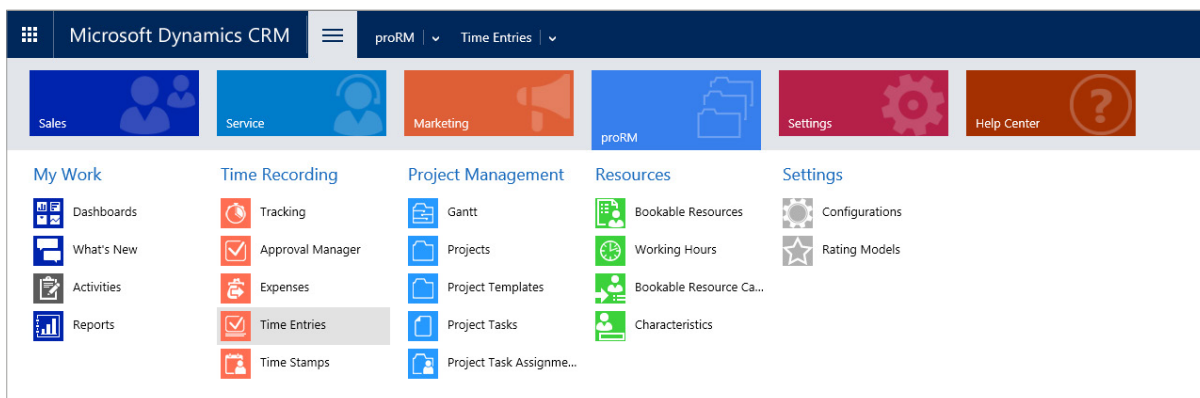 Microsoft Dynamics CRM proRM Time Entries
Sales Service Marketing proRM Settings Help Center
My Work Time Recording Project Management Resources Settings
Dashboards Tracking Gantt Bookable Resources Configurations
What's New Approval Manager Projects Working Hours Rating Models
Activities Expenses Project Templates Bookable Resource Ca...
Reports Time Entries Project Tasks Characteristics
Time Stamps Project Task Assignme...